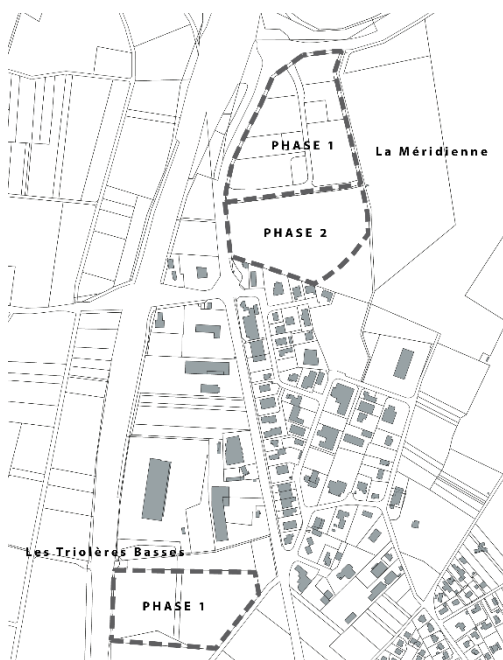 PHASE 1
La Méridienne
PHASE 2
Les Triolères Basses
PHASE 1